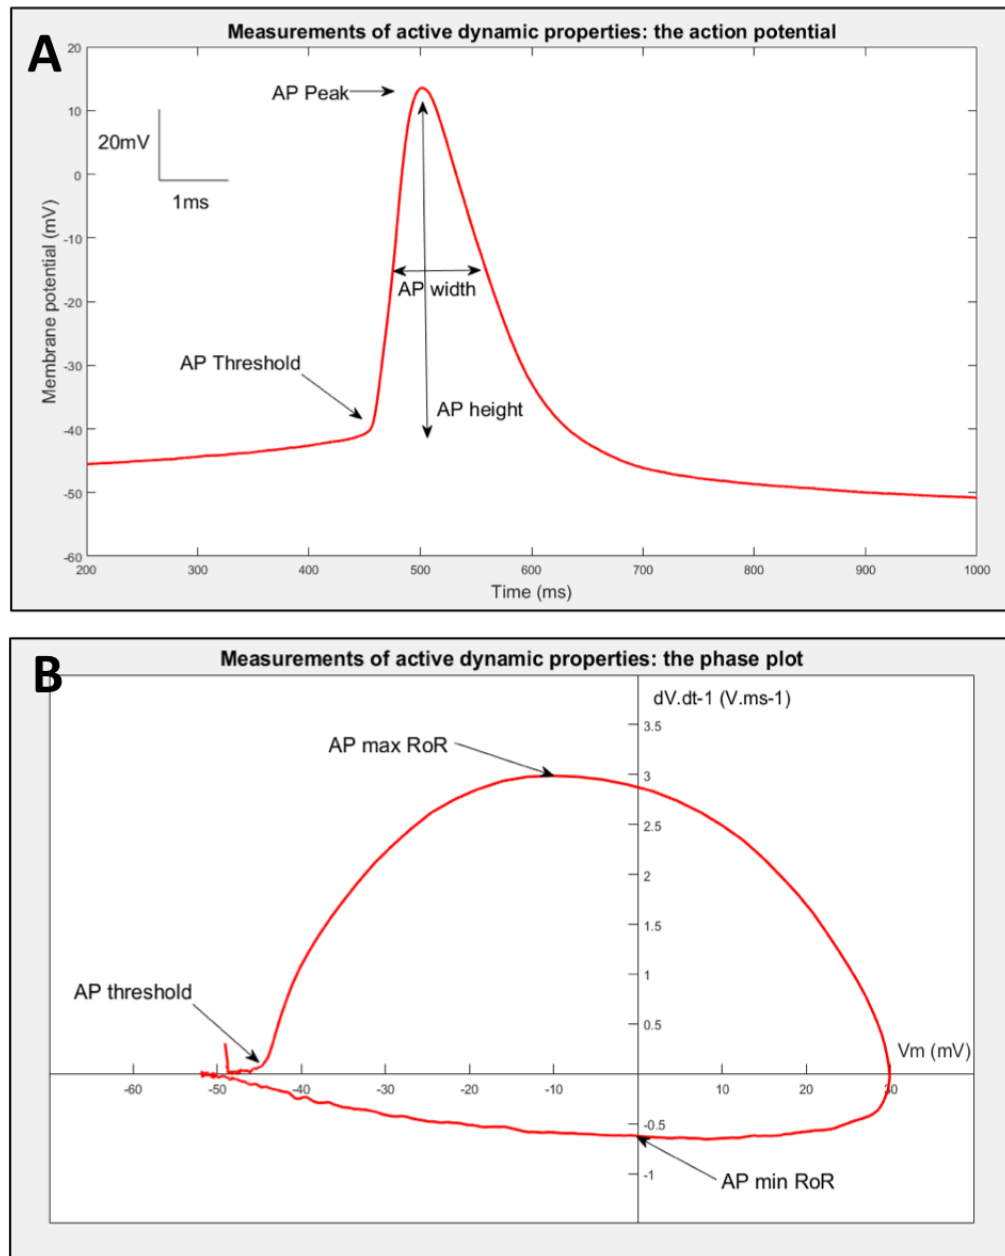 A
Measurements of active dynamic properties: the action potential
20
10
0
-10
-20
-30
-40
-50
-60
Membrane potential (mV)
AP Peak
20mV
1ms
AP width
AP Threshold
AP height
200
300
400
500
600
700
800
900
1000
Time (ms)
B
Measurements of active dynamic properties: the phase plot
dV.dt-1 (V.ms-1)
AP max RoR
3.5
3
2.5
2
1.5
1
0.5
AP threshold
Vm (mV)
-60
-50
-40
-30
-20
-10
10
20
30
-0.5
-1
AP min RoR